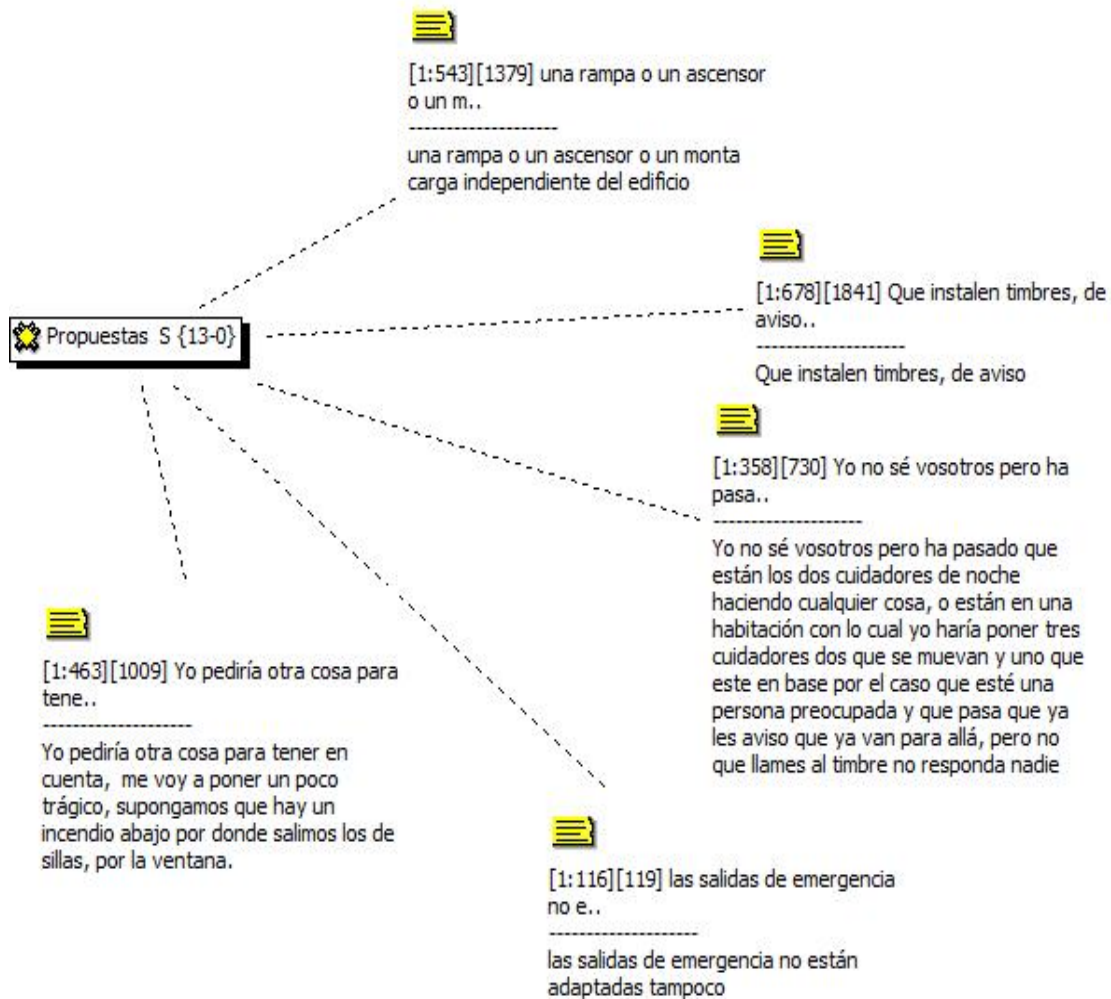 [1:543][1379] una rampa o un ascensor
o un m..
--------------------
una rampa o un ascensor o un monta
carga independiente del edificio
[1:678][1841] Que instalen timbres, de
aviso..
--------------------
Que instalen timbres, de aviso
Propuestas S {13-0}
[1:358][730] Yo no sé vosotros pero ha
pasa..
--------------------
Yo no sé vosotros pero ha pasado que
están los dos cuidadores de noche
haciendo cualquier cosa, o están en una
habitación con lo cual yo haría poner tres
cuidadores dos que se muevan y uno que
este en base por el caso que esté una
persona preocupada y que pasa que ya
les aviso que ya van para allá, pero no
que llames al timbre no responda nadie
[1:463][1009] Yo pediría otra cosa para
tene..
--------------------
Yo pediría otra cosa para tener en
cuenta, me voy a poner un poco
trágico, supongamos que hay un
incendio abajo por donde salimos los de
sillas, por la ventana.
[1:116][119] las salidas de emergencia
no e..
--------------------
las salidas de emergencia no están
adaptadas tampoco